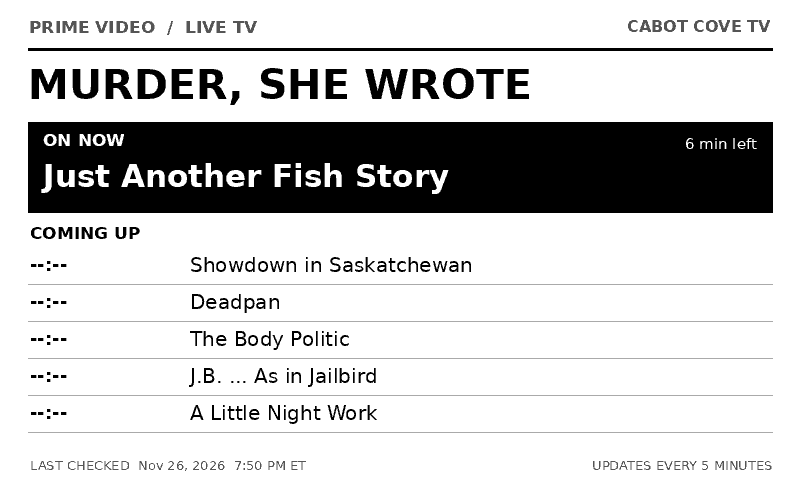 PRIME VIDEO / LIVE TV
CABOT COVE TV
MURDER, SHE WROTE
ON NOW
6 min left
Just Another Fish Story
COMING UP
--:-- Showdown in Saskatchewan
--:-- Deadpan
--:-- The Body Politic
--:-- J.B. ... As in Jailbird
--:-- A Little Night Work
LAST CHECKED Nov 26, 2026 7:50 PM ET
UPDATES EVERY 5 MINUTES